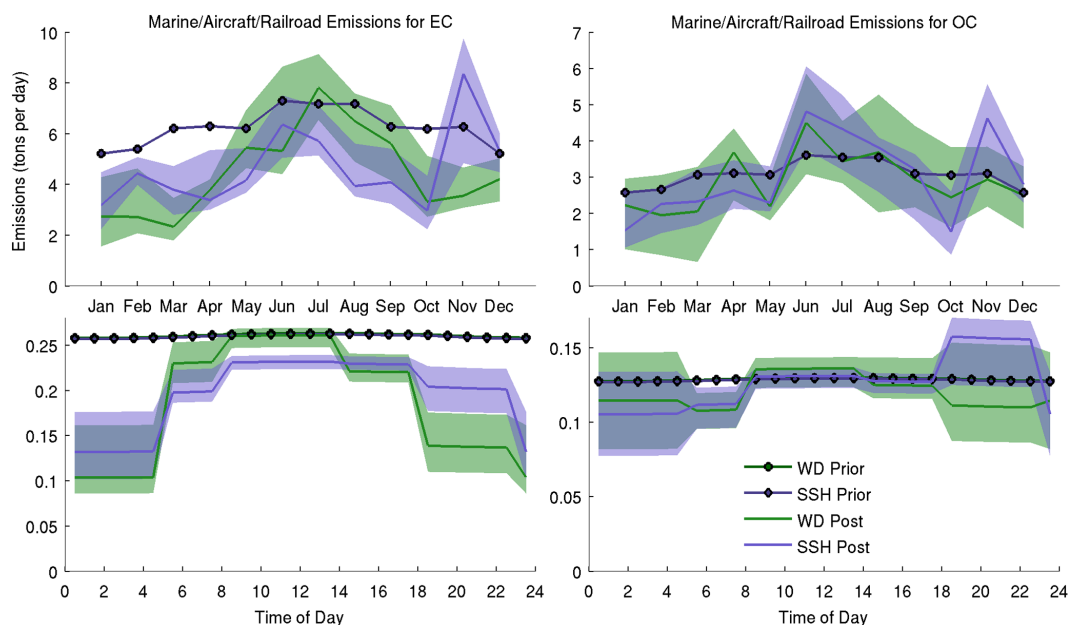 Marine/Aircraft/Railroad Emissions for EC
Marine/Aircraft/Railroad Emissions for OC
Emissions (tons per day)
10
8
6
4
2
0
7
6
5
4
3
2
1
0
Jan Feb Mar Apr May Jun Jul Aug Sep Oct Nov Dec
Jan Feb Mar Apr May Jun Jul Aug Sep Oct Nov Dec
0.25
0.2
0.15
0.1
0.05
0
0.15
0.1
0.05
0
WD Prior
SSH Prior
WD Post
SSH Post
0 2 4 6 8 10 12 14 16 18 20 22 24
0 2 4 6 8 10 12 14 16 18 20 22 24
Time of Day
Time of Day